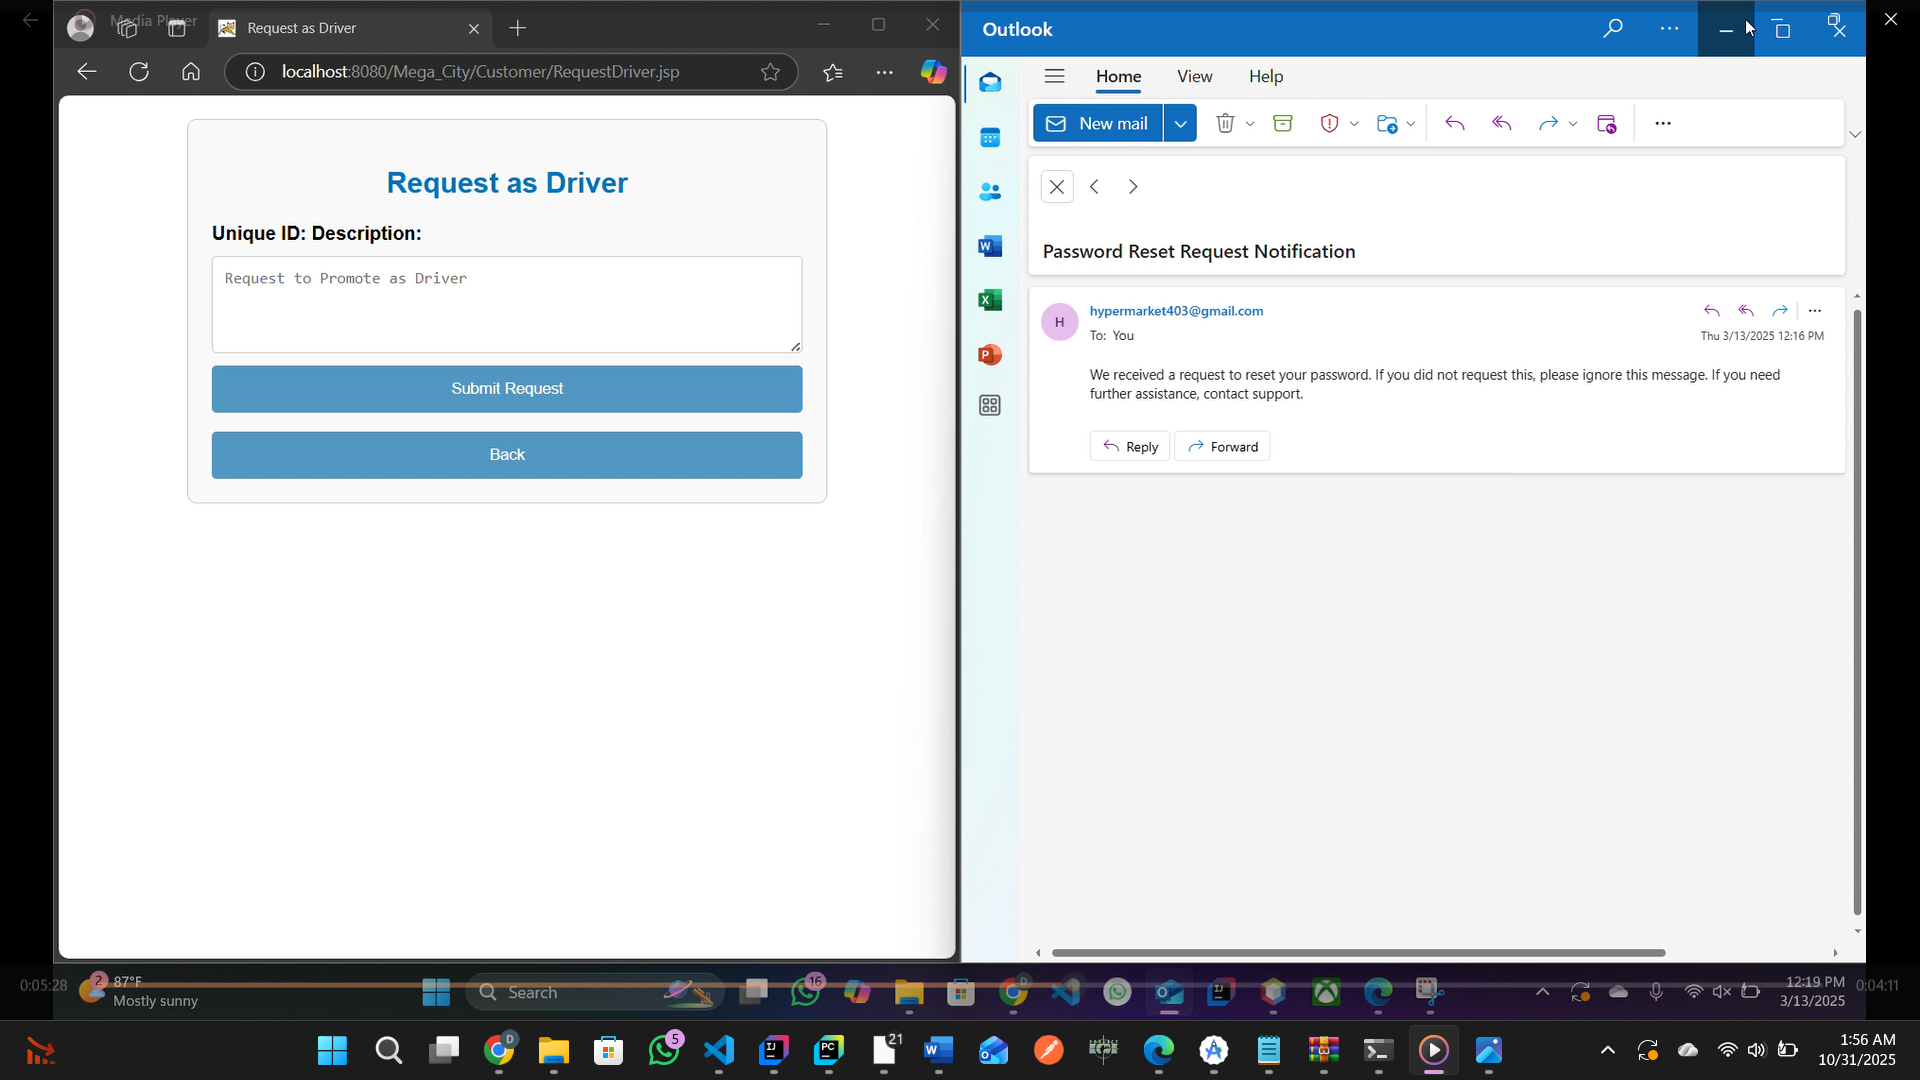 Media Player
Request as Driver
localhost:8080/Mega_City/Customer/RequestDriver.jsp
Request as Driver
Unique ID: Description:
Request to Promote as Driver
Submit Request
Back
Outlook
Home View Help
New mail
Password Reset Request Notification
H
hypermarket403@gmail.com
To: You
Thu 3/13/2025 12:16 PM
We received a request to reset your password. If you did not request this, please ignore this message. If you need
further assistance, contact support.
Reply Forward
0:05:28
2
87°F
Mostly sunny
Search
16
D
IJ
12:19 PM
3/13/2025
0:04:11
D
5
IJ
PC
21
W
1:56 AM
10/31/2025